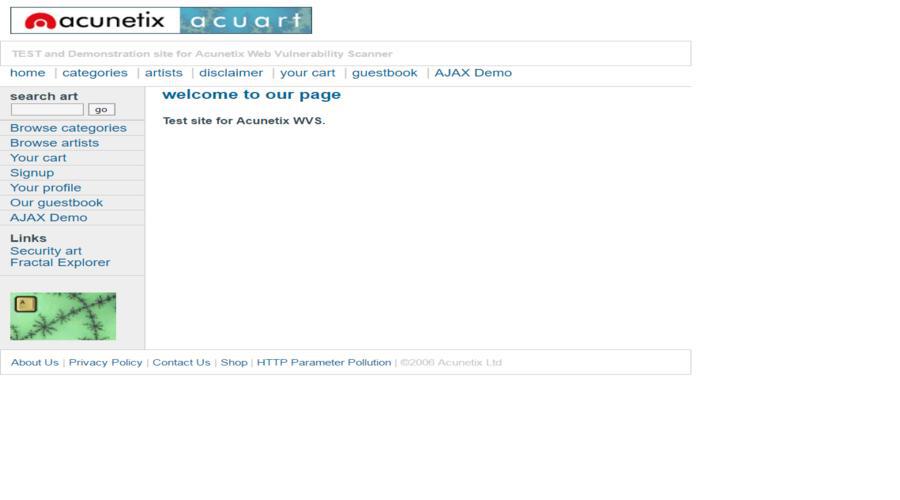 acunetix acuart
TEST and Demonstration site for Acunetix Web Vulnerability Scanner
home | categories | artists | disclaimer | your cart | guestbook | AJAX Demo
search art
go
Browse categories
Browse artists
Your cart
Signup
Your profile
Our guestbook
AJAX Demo
Links
Security art
Fractal Explorer
A
welcome to our page
Test site for Acunetix WVS.
About Us | Privacy Policy | Contact Us | Shop | HTTP Parameter Pollution | ©2006 Acunetix Ltd